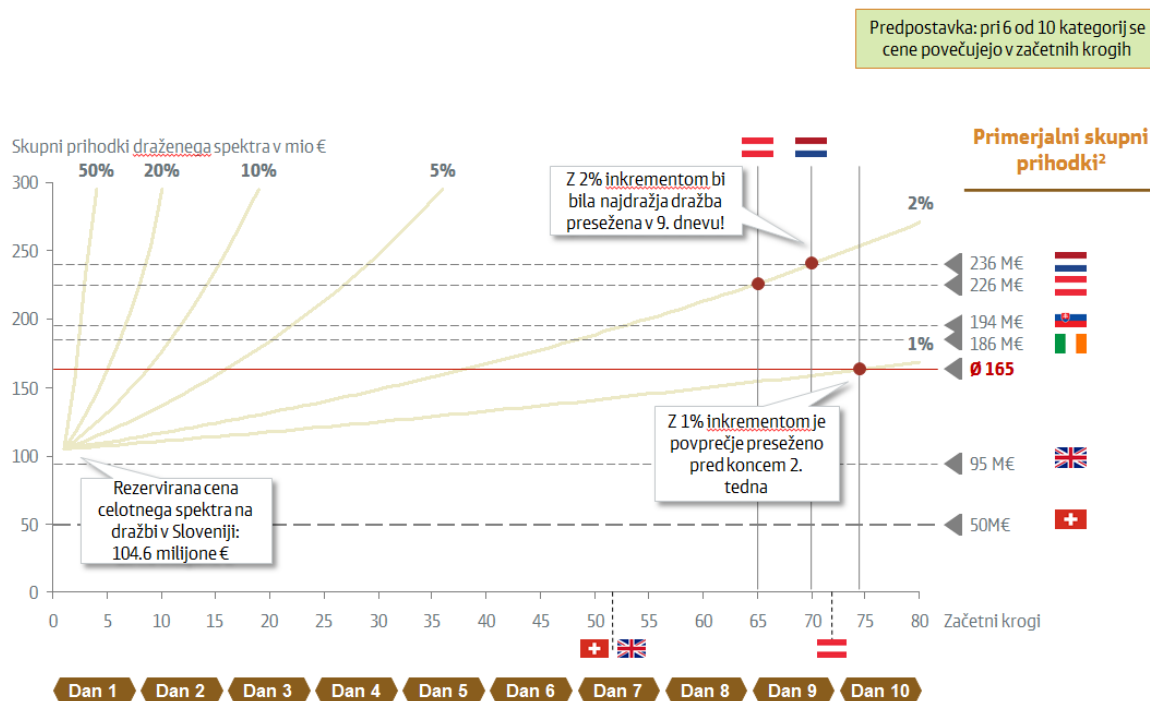 Predpostavka: pri 6 od 10 kategorij se
cene povečujejo v začetnih krogih
Skupni prihodki draženega spektra v mio €
Primerjalni skupni
prihodki²
50%
20%
10%
5%
2%
1%
Z 2% inkrementom bi
bila najdražja dražba
presežena v 9. dnevu!
300
250
200
150
100
50
0
236 M€
226 M€
194 M€
186 M€
Ø 165
95 M€
50M€
Z 1% inkrementom je
povprečje preseženo
pred koncem 2.
tedna
Rezervirana cena
celotnega spektra na
dražbi v Sloveniji:
104.6 milijone €
0 5 10 15 20 25 30 35 40 45 50 55 60 65 70 75 80 Začetni krogi
Dan 1 Dan 2 Dan 3 Dan 4 Dan 5 Dan 6 Dan 7 Dan 8 Dan 9 Dan 10